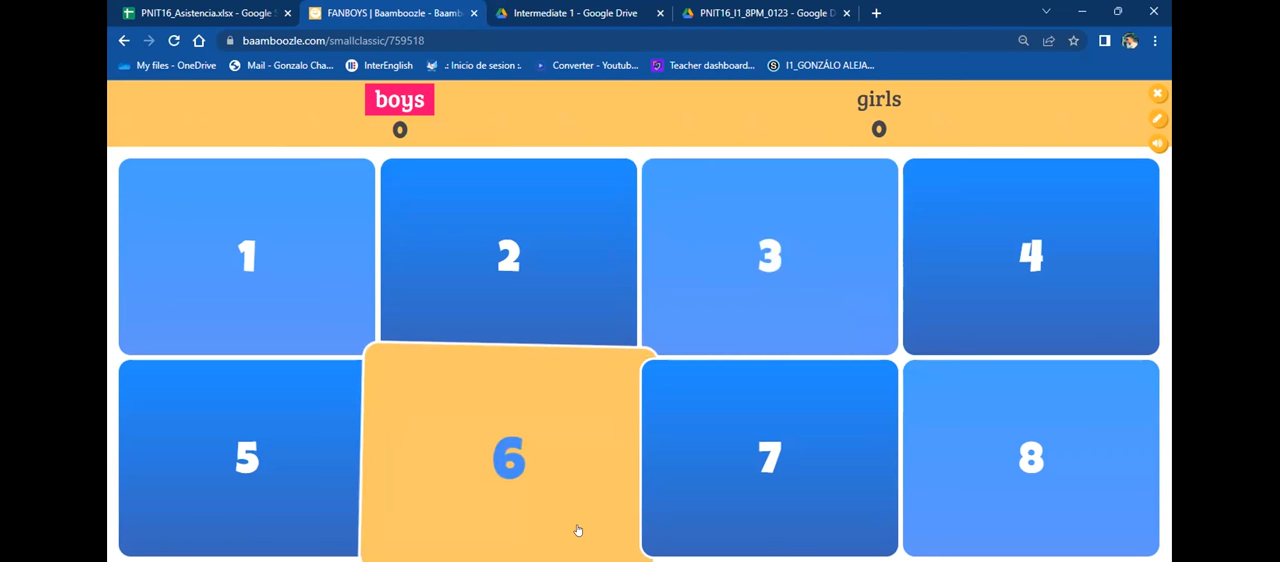 PNIT16_Asistencia.xlsx - Google
FANBOYS | Baamboozle - Baamb
Intermediate 1 - Google Drive
PNIT16_I1_8PM_0123 - Google D
baamboozle.com/smallclassic/759518
My files - OneDrive
Mail - Gonzalo Cha...
InterEnglish
.: Inicio de sesion :.
Converter - Youtub...
Teacher dashboard...
I1_GONZÁLO ALEJA...
boys
girls
0
0
1
2
3
4
5
6
7
8